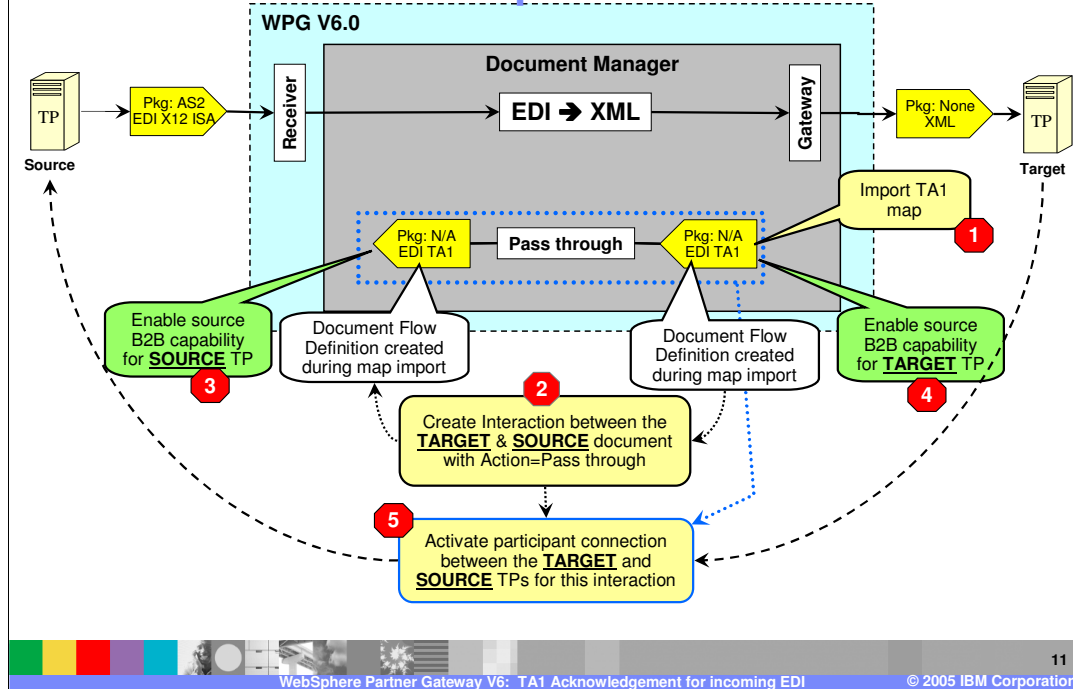 WPG V6.0
Document Manager
TP
Source
Pkg: AS2
EDI X12 ISA
Receiver
EDI ➔ XML
Gateway
Pkg: None
XML
TP
Target
Import TA1
map
1
Pkg: N/A
EDI TA1
Pass through
Pkg: N/A
EDI TA1
Enable source
B2B capability
for SOURCE TP
3
Document Flow
Definition created
during map import
Document Flow
Definition created
during map import
Enable source
B2B capability
for TARGET TP
4
2
Create Interaction between the
TARGET & SOURCE document
with Action=Pass through
5
Activate participant connection
between the TARGET and
SOURCE TPs for this interaction
11
WebSphere Partner Gateway V6: TA1 Acknowledgement for incoming EDI
© 2005 IBM Corporation